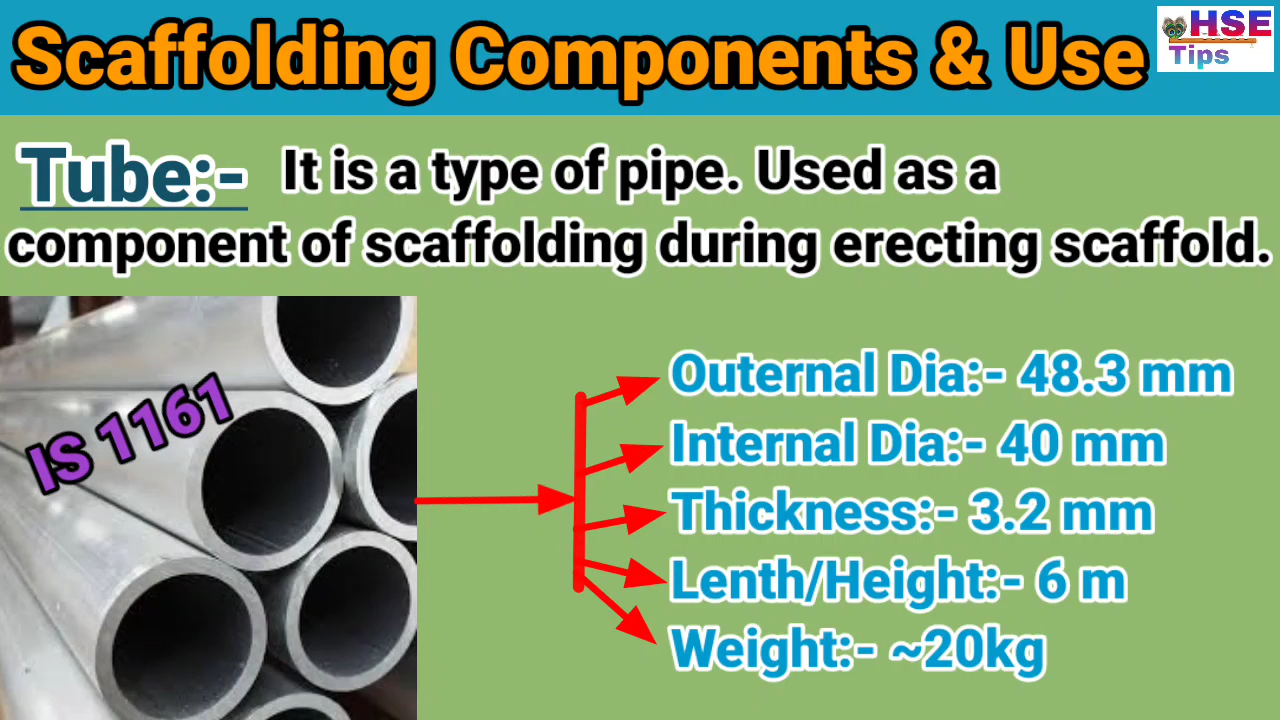 Scaffolding Components & Use
HSE
Tips
Tube:- It is a type of pipe. Used as a
component of scaffolding during erecting scaffold.
IS 1161
Outernal Dia:- 48.3 mm
Internal Dia:- 40 mm
Thickness:- 3.2 mm
Lenth/Height:- 6 m
Weight:- ~20kg